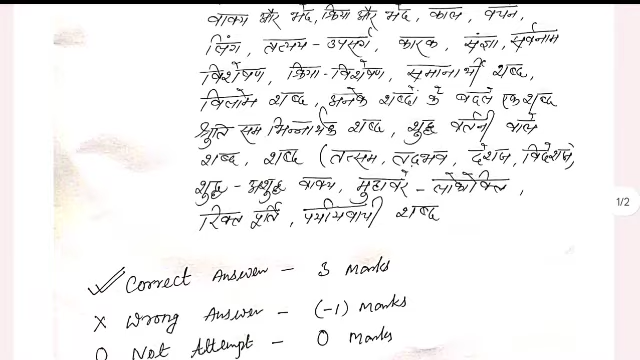 वाक्य और भेद, क्रिया और भेद, काल, वचन,
लिंग, तत्सम - उपसर्ग, कारक, संज्ञा, सर्वनाम
विशेषण, क्रिया - विशेषण, समानार्थी शब्द,
विलोम शब्द, अनेक शब्दों के बदले एक शब्द
श्रुति सम भिन्नार्थक शब्द, शुद्ध वर्तनी वाले
शब्द, शब्द (तत्सम, तद्भव, देशज, विदेशज),
शुद्ध - अशुद्ध वाक्य, मुहावरे - लोकोक्ति,
रिक्त पूर्ति, पर्यायवाची शब्द
1/2
✓ Correct Answer - 3 Marks
X Wrong Answer - (-1) Marks
O Not Attempt - 0 Marks